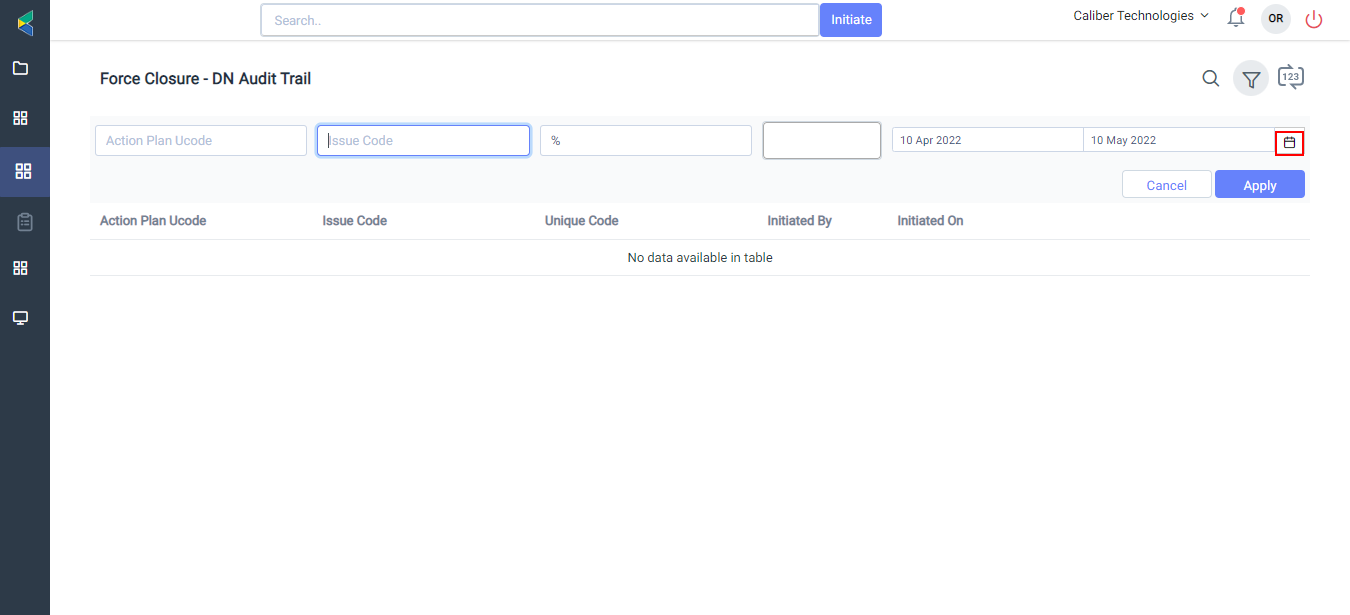 Search..
Initiate
Caliber Technologies
OR
Force Closure - DN Audit Trail
123
Action Plan Ucode
Issue Code
%
10 Apr 2022
10 May 2022
Cancel
Apply
Action Plan Ucode Issue Code Unique Code Initiated By Initiated On
No data available in table